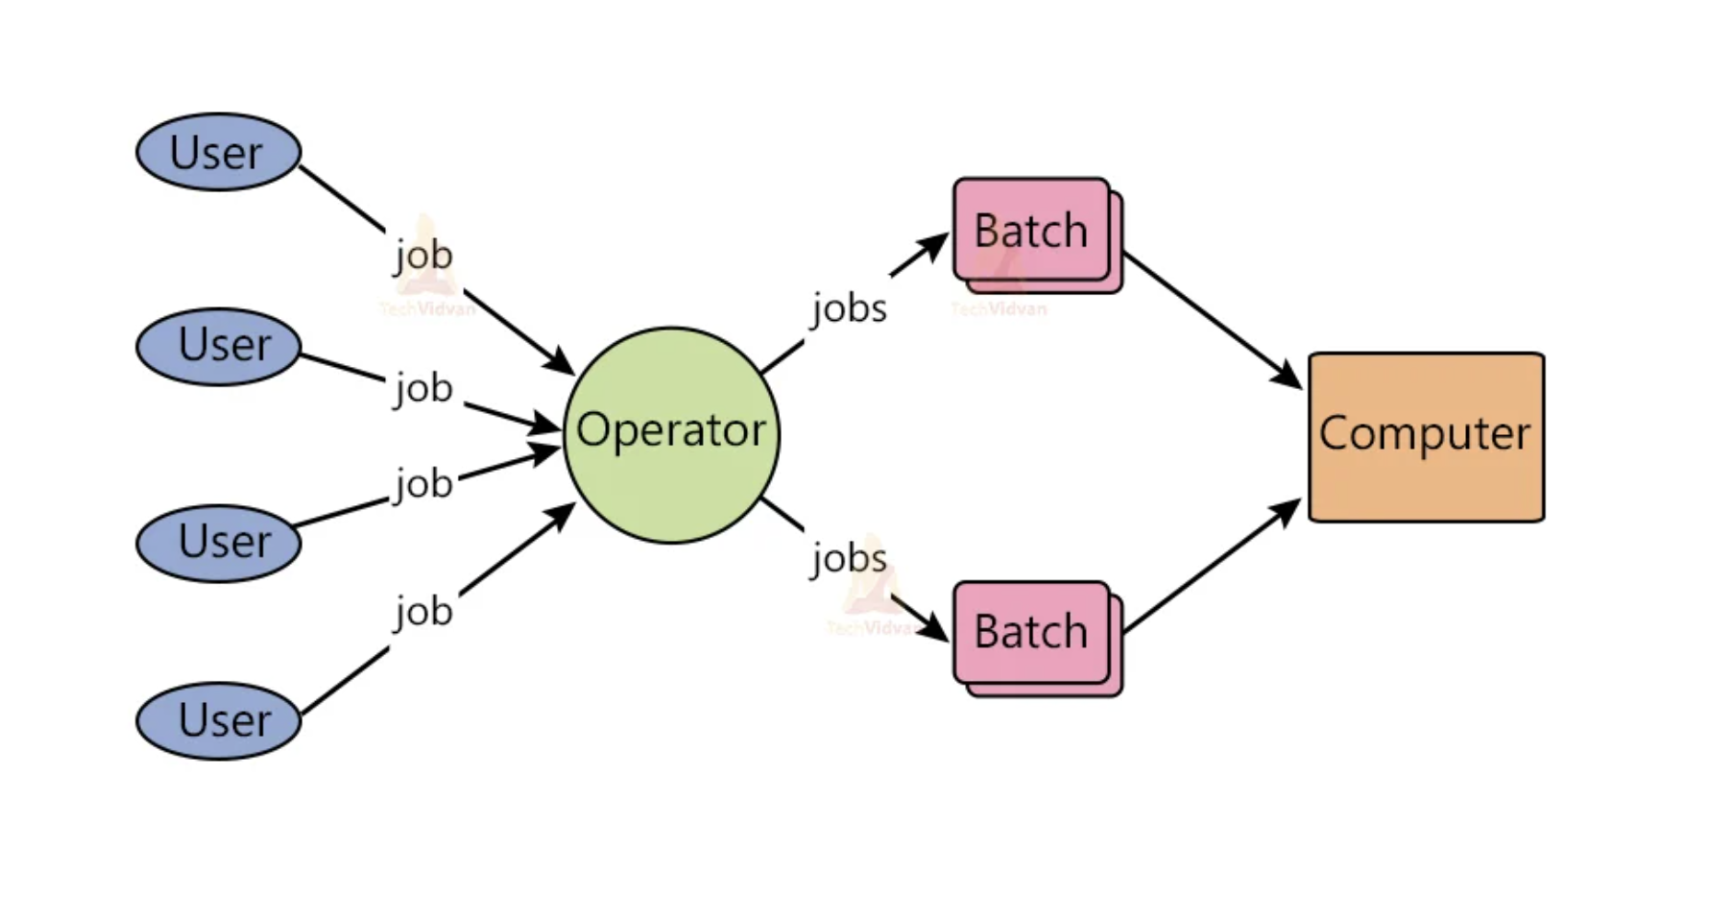 User
job
TechVidvan
User
job
User
job
User
job
Operator
jobs
Batch
TechVidvan
jobs
TechVidvan
Batch
Computer